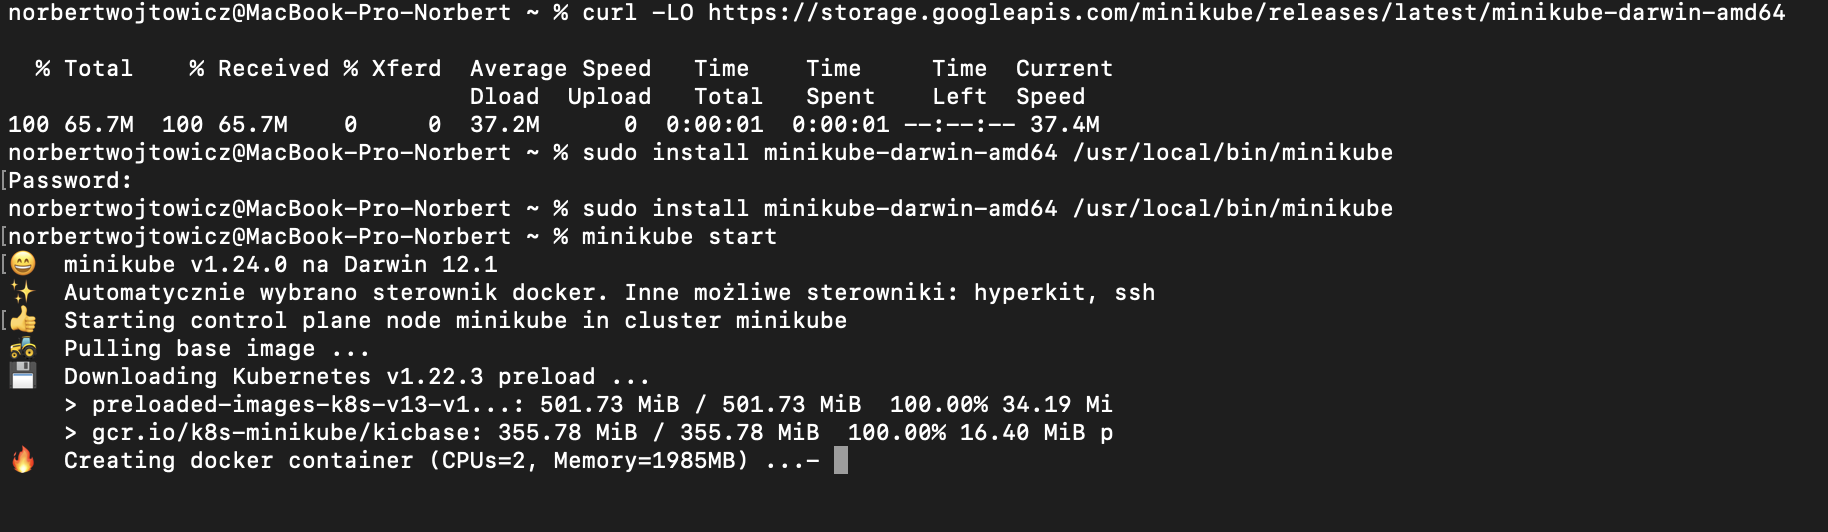 norbertwojtowicz@MacBook-Pro-Norbert ~ % curl -LO https://storage.googleapis.com/minikube/releases/latest/minikube-darwin-amd64
% Total % Received % Xferd Average Speed Time Time Time Current
Dload Upload Total Spent Left Speed
100 65.7M 100 65.7M 0 0 37.2M 0 0:00:01 0:00:01 --:--:-- 37.4M
norbertwojtowicz@MacBook-Pro-Norbert ~ % sudo install minikube-darwin-amd64 /usr/local/bin/minikube
[Password:
norbertwojtowicz@MacBook-Pro-Norbert ~ % sudo install minikube-darwin-amd64 /usr/local/bin/minikube
[norbertwojtowicz@MacBook-Pro-Norbert ~ % minikube start
[😄 minikube v1.24.0 na Darwin 12.1
✨ Automatycznie wybrano sterownik docker. Inne możliwe sterowniki: hyperkit, ssh
[👍 Starting control plane node minikube in cluster minikube
🚜 Pulling base image ...
💾 Downloading Kubernetes v1.22.3 preload ...
> preloaded-images-k8s-v13-v1...: 501.73 MiB / 501.73 MiB 100.00% 34.19 Mi
> gcr.io/k8s-minikube/kicbase: 355.78 MiB / 355.78 MiB 100.00% 16.40 MiB p
🔥 Creating docker container (CPUs=2, Memory=1985MB) ...-